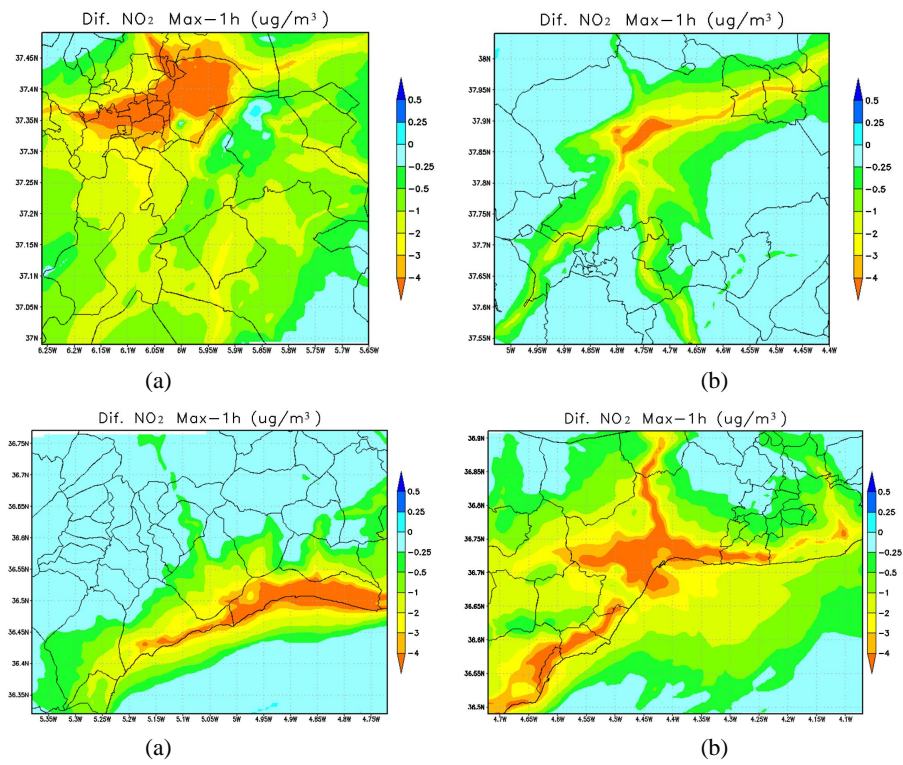 Dif. NO2 Max-1h (ug/m³)
37.45N
37.4N
37.35N
37.3N
37.25N
37.2N
37.15N
37.1N
37.05N
37N
6.25W 6.2W 6.15W 6.1W 6.05W 6W 5.95W 5.9W 5.85W 5.8W 5.75W 5.7W 5.65W
0.5
0.25
0
-0.25
-0.5
-1
-2
-3
-4
(a)
Dif. NO2 Max-1h (ug/m³)
38N
37.95N
37.9N
37.85N
37.8N
37.75N
37.7N
37.65N
37.6N
37.55N
5W 4.95W 4.9W 4.85W 4.8W 4.75W 4.7W 4.65W 4.6W 4.55W 4.5W 4.45W 4.4W
0.5
0.25
0
-0.25
-0.5
-1
-2
-3
-4
(b)
Dif. NO2 Max-1h (ug/m³)
36.75N
36.7N
36.65N
36.6N
36.55N
36.5N
36.45N
36.4N
36.35N
5.35W 5.3W 5.25W 5.2W 5.15W 5.1W 5.05W 5W 4.95W 4.9W 4.85W 4.8W 4.75W
0.5
0.25
0
-0.25
-0.5
-1
-2
-3
-4
(a)
Dif. NO2 Max-1h (ug/m³)
36.9N
36.85N
36.8N
36.75N
36.7N
36.65N
36.6N
36.55N
36.5N
4.7W 4.65W 4.6W 4.55W 4.5W 4.45W 4.4W 4.35W 4.3W 4.25W 4.2W 4.15W 4.1W
0.5
0.25
0
-0.25
-0.5
-1
-2
-3
-4
(b)